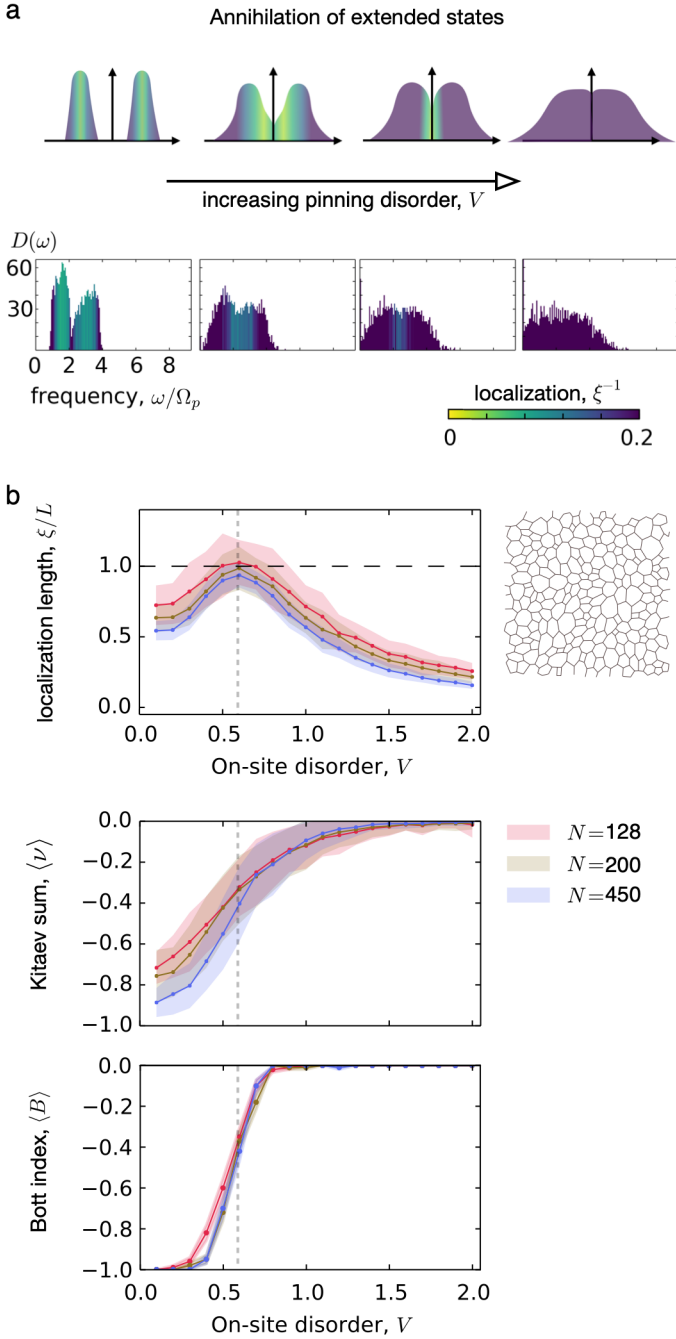 a
Annihilation of extended states
increasing pinning disorder, V
D(ω)
60
30
0 2 4 6 8
frequency, ω/Ωₚ
localization, ξ⁻¹
0 0.2
b
localization length, ξ/L
1.0
0.5
0.0
0.0 0.5 1.0 1.5 2.0
On-site disorder, V
Kitaev sum, ⟨ν⟩
0.0
−0.2
−0.4
−0.6
−0.8
−1.0
N=128
N=200
N=450
Bott index, ⟨B⟩
0.0
−0.2
−0.4
−0.6
−0.8
−1.0
0.0 0.5 1.0 1.5 2.0
On-site disorder, V